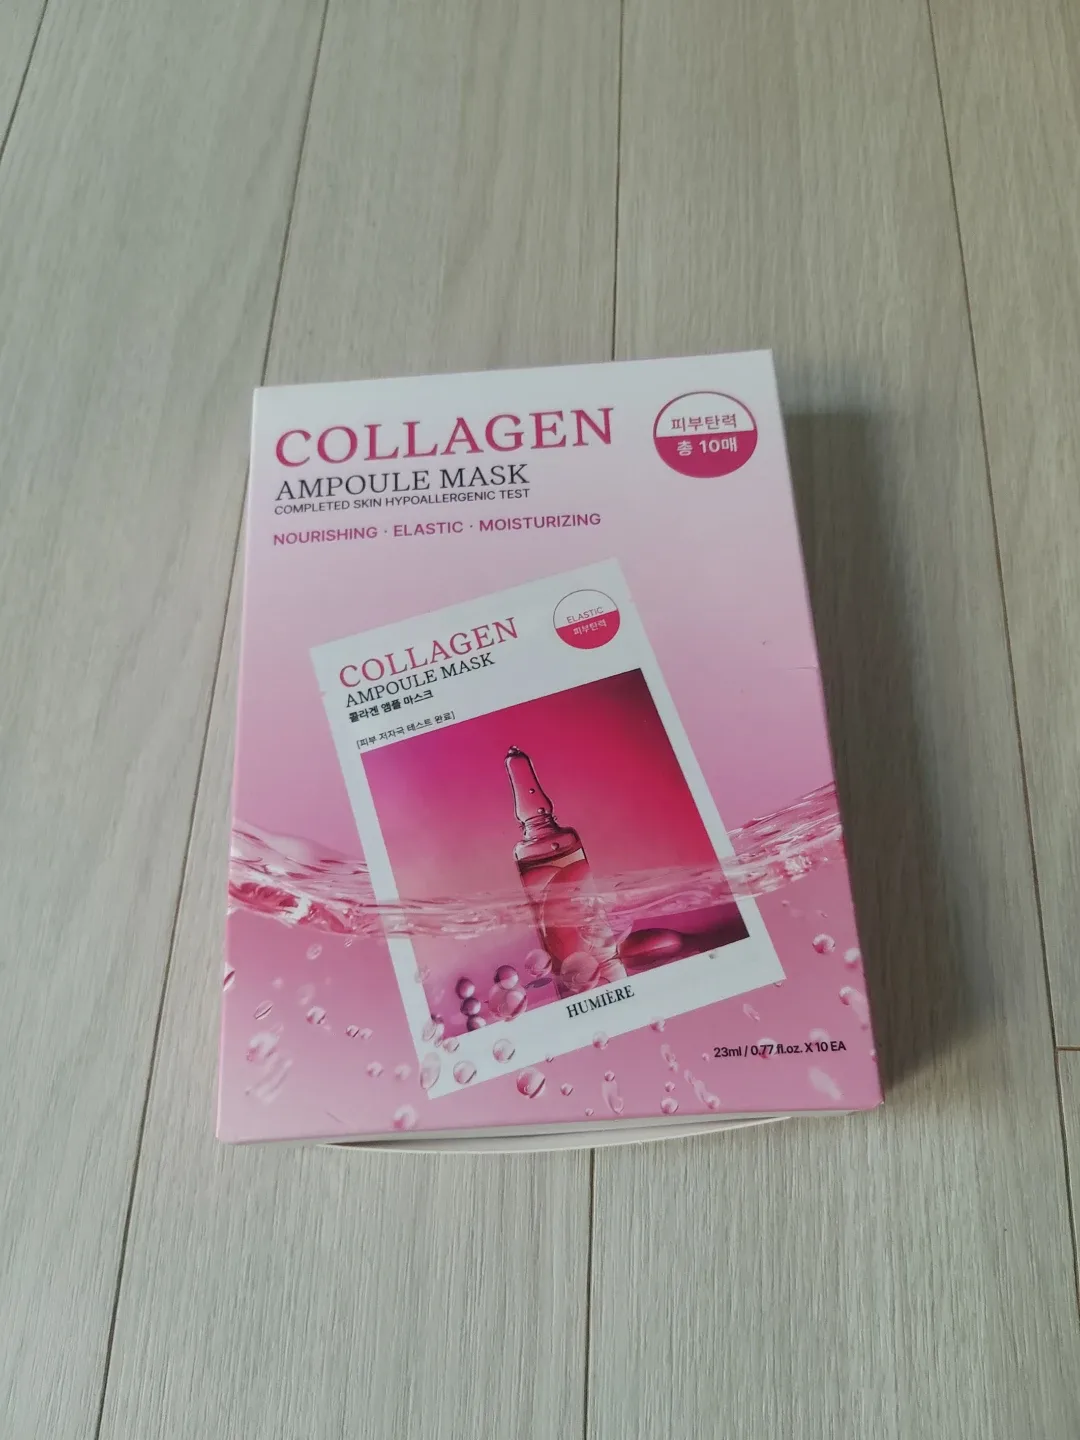 COLLAGEN
AMPOULE MASK
COMPLETED SKIN HYPOALLERGENIC TEST
NOURISHING · ELASTIC · MOISTURIZING
피부탄력
총 10매
COLLAGEN
AMPOULE MASK
콜라겐 앰플 마스크
[피부 저자극 테스트 완료]
ELASTIC
피부탄력
HUMIÈRE
23ml / 0.77 fl.oz. X 10 EA